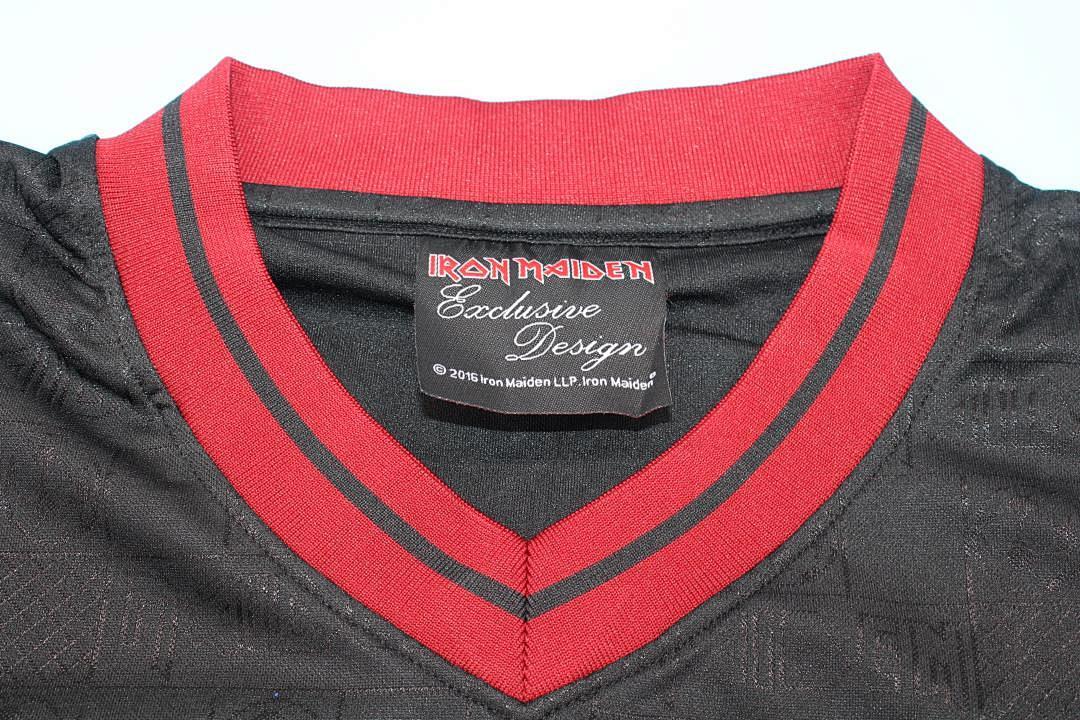 IRON MAIDEN
Exclusive
Design
© 2016 Iron Maiden LLP. Iron Maiden®